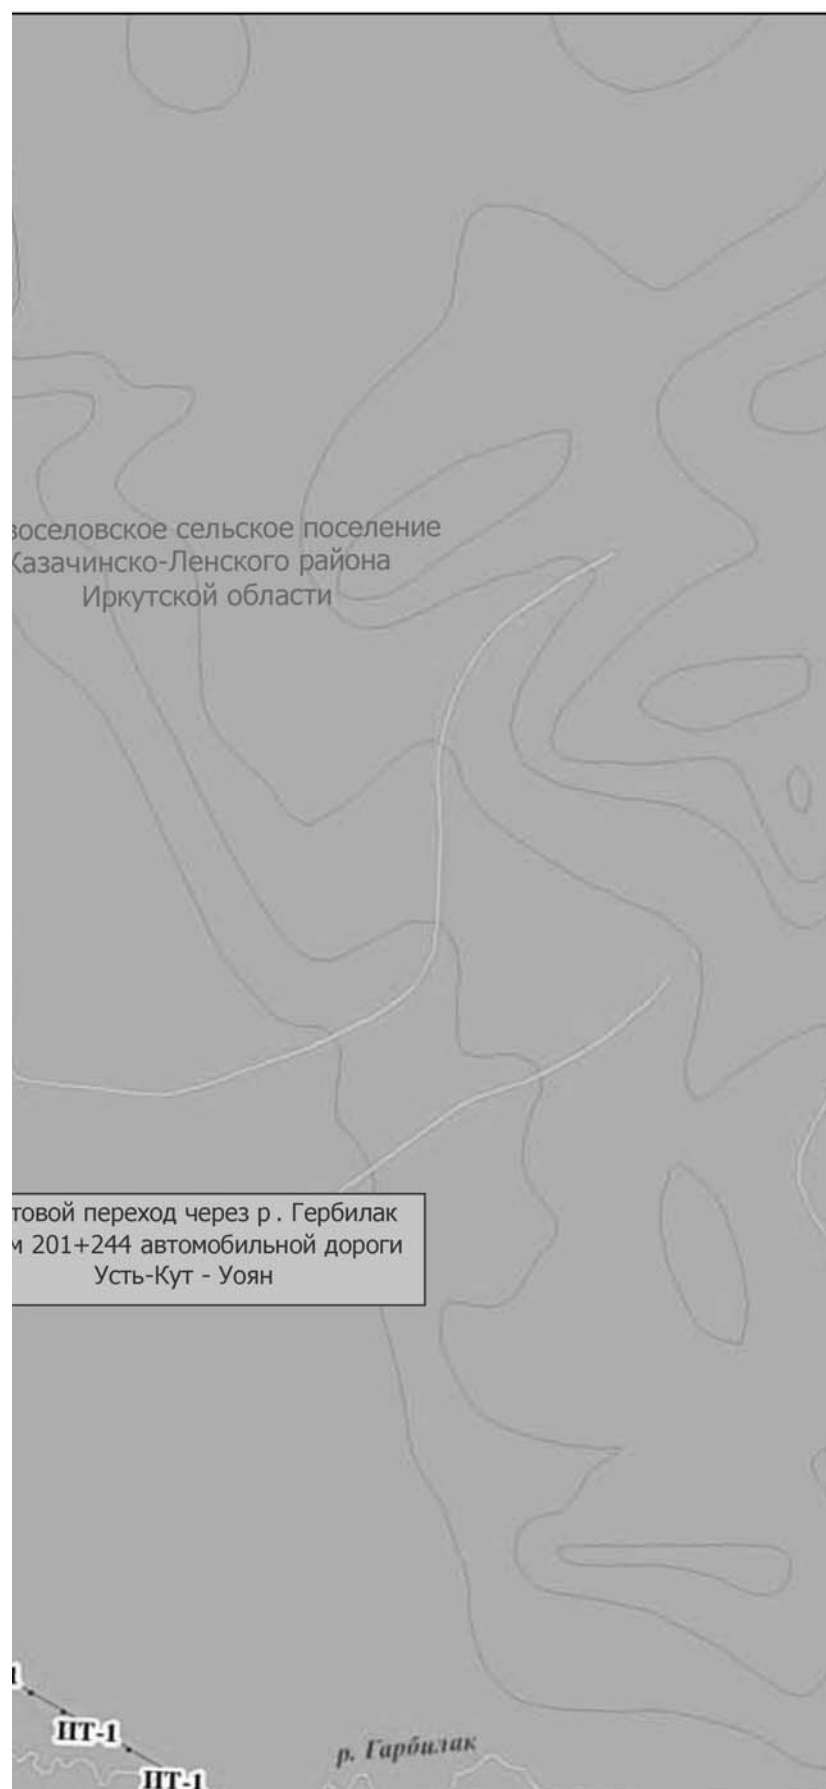 воселовское сельское поселение
Казачинско-Ленского района
Иркутской области
товой переход через р. Гербилак
м 201+244 автомобильной дороги
Усть-Кут - Уоян
1
ПТ-1
р. Гарбилак
ПТ-1